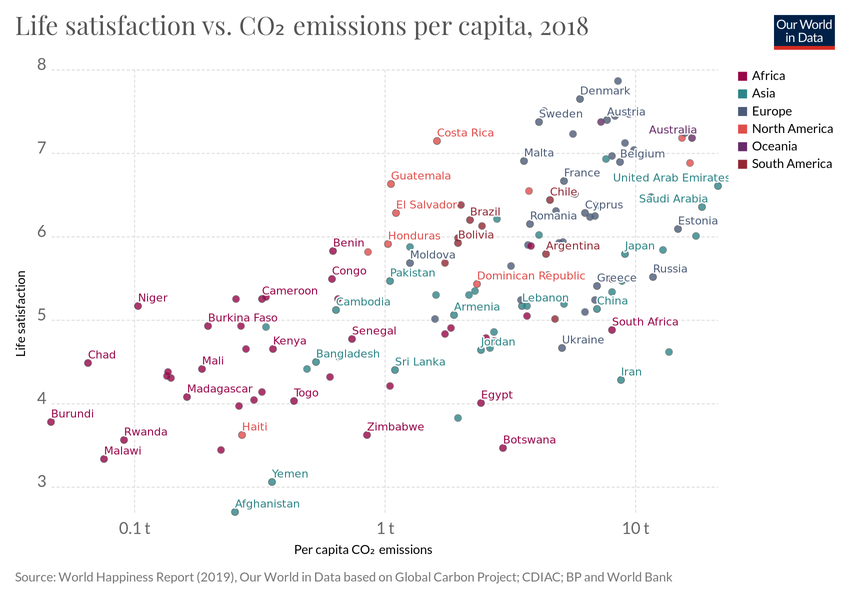 Life satisfaction vs. CO₂ emissions per capita, 2018
Our World
in Data
Africa
Asia
Europe
North America
Oceania
South America
8
Denmark
Sweden
Austria
Costa Rica
Australia
7
Malta
Belgium
Guatemala
France
United Arab Emirates
Chile
Saudi Arabia
El Salvador
Brazil
Romania
Cyprus
Estonia
6
Honduras
Bolivia
Benin
Moldova
Argentina
Japan
Congo
Pakistan
Dominican Republic
Greece
Russia
Niger
Cameroon
Cambodia
Armenia
Lebanon
China
5
Burkina Faso
Senegal
South Africa
Kenya
Jordan
Ukraine
Chad
Mali
Bangladesh
Sri Lanka
Iran
Madagascar
Togo
Egypt
4
Burundi
Rwanda
Haiti
Zimbabwe
Malawi
Botswana
3
Yemen
Afghanistan
Life satisfaction
0.1 t
1 t
10 t
Per capita CO₂ emissions
Source: World Happiness Report (2019), Our World in Data based on Global Carbon Project; CDIAC; BP and World Bank